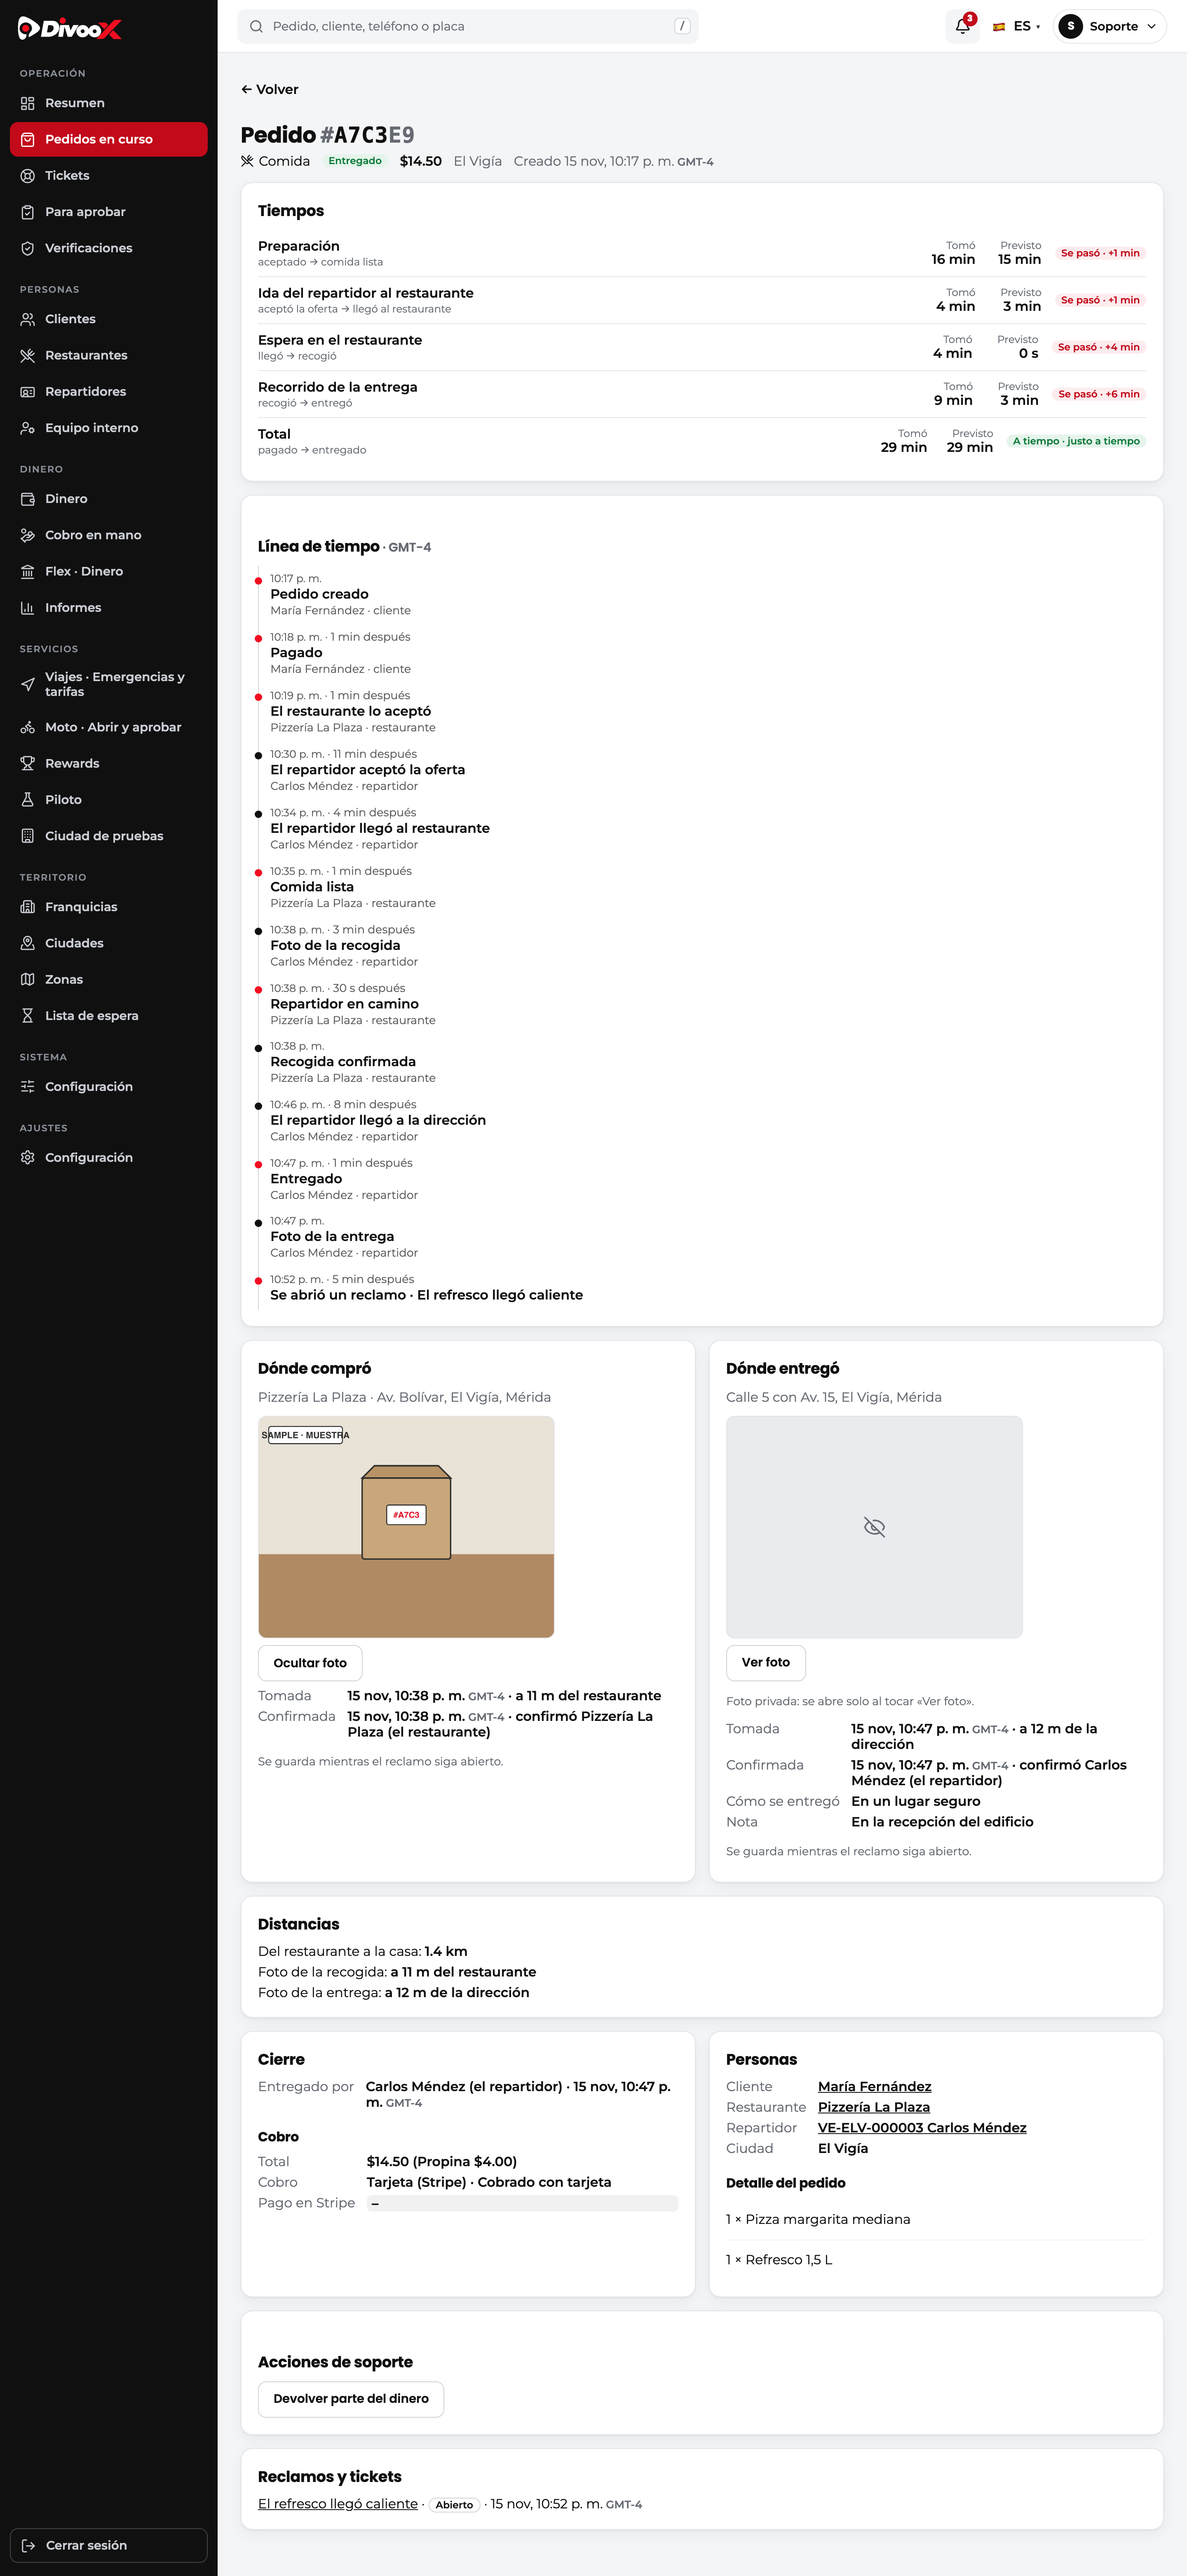 DivooX
Pedido, cliente, teléfono o placa
/
3
ES
S
Soporte
OPERACIÓN
Resumen
Pedidos en curso
Tickets
Para aprobar
Verificaciones
PERSONAS
Clientes
Restaurantes
Repartidores
Equipo interno
DINERO
Dinero
Cobro en mano
Flex · Dinero
Informes
SERVICIOS
Viajes · Emergencias y
tarifas
Moto · Abrir y aprobar
Rewards
Piloto
Ciudad de pruebas
TERRITORIO
Franquicias
Ciudades
Zonas
Lista de espera
SISTEMA
Configuración
AJUSTES
Configuración
Cerrar sesión
← Volver
Pedido #A7C3E9
Comida Entregado $14.50 El Vigía Creado 15 nov, 10:17 p. m. GMT-4
Tiempos
Preparación
aceptado → comida lista
Tomó Previsto
16 min 15 min Se pasó · +1 min
Ida del repartidor al restaurante
aceptó la oferta → llegó al restaurante
Tomó Previsto
4 min 3 min Se pasó · +1 min
Espera en el restaurante
llegó → recogió
Tomó Previsto
4 min 0 s Se pasó · +4 min
Recorrido de la entrega
recogió → entregó
Tomó Previsto
9 min 3 min Se pasó · +6 min
Total
pagado → entregado
Tomó Previsto
29 min 29 min A tiempo · justo a tiempo
Línea de tiempo · GMT-4
10:17 p. m.
Pedido creado
María Fernández · cliente
10:18 p. m. · 1 min después
Pagado
María Fernández · cliente
10:19 p. m. · 1 min después
El restaurante lo aceptó
Pizzería La Plaza · restaurante
10:30 p. m. · 11 min después
El repartidor aceptó la oferta
Carlos Méndez · repartidor
10:34 p. m. · 4 min después
El repartidor llegó al restaurante
Carlos Méndez · repartidor
10:35 p. m. · 1 min después
Comida lista
Pizzería La Plaza · restaurante
10:38 p. m. · 3 min después
Foto de la recogida
Carlos Méndez · repartidor
10:38 p. m. · 30 s después
Repartidor en camino
Pizzería La Plaza · restaurante
10:38 p. m.
Recogida confirmada
Pizzería La Plaza · restaurante
10:46 p. m. · 8 min después
El repartidor llegó a la dirección
Carlos Méndez · repartidor
10:47 p. m. · 1 min después
Entregado
Carlos Méndez · repartidor
10:47 p. m.
Foto de la entrega
Carlos Méndez · repartidor
10:52 p. m. · 5 min después
Se abrió un reclamo · El refresco llegó caliente
Dónde compró
Pizzería La Plaza · Av. Bolívar, El Vigía, Mérida
SAMPLE · MUESTRA
#A7C3
Ocultar foto
Tomada 15 nov, 10:38 p. m. GMT-4 · a 11 m del restaurante
Confirmada 15 nov, 10:38 p. m. GMT-4 · confirmó Pizzería La
Plaza (el restaurante)
Se guarda mientras el reclamo siga abierto.
Dónde entregó
Calle 5 con Av. 15, El Vigía, Mérida
Ver foto
Foto privada: se abre solo al tocar «Ver foto».
Tomada 15 nov, 10:47 p. m. GMT-4 · a 12 m de la
dirección
Confirmada 15 nov, 10:47 p. m. GMT-4 · confirmó Carlos
Méndez (el repartidor)
Cómo se entregó En un lugar seguro
Nota En la recepción del edificio
Se guarda mientras el reclamo siga abierto.
Distancias
Del restaurante a la casa: 1.4 km
Foto de la recogida: a 11 m del restaurante
Foto de la entrega: a 12 m de la dirección
Cierre
Entregado por Carlos Méndez (el repartidor) · 15 nov, 10:47 p.
m. GMT-4
Cobro
Total $14.50 (Propina $4.00)
Cobro Tarjeta (Stripe) · Cobrado con tarjeta
Pago en Stripe –
Personas
Cliente María Fernández
Restaurante Pizzería La Plaza
Repartidor VE-ELV-000003 Carlos Méndez
Ciudad El Vigía
Detalle del pedido
1 × Pizza margarita mediana
1 × Refresco 1,5 L
Acciones de soporte
Devolver parte del dinero
Reclamos y tickets
El refresco llegó caliente · Abierto · 15 nov, 10:52 p. m. GMT-4